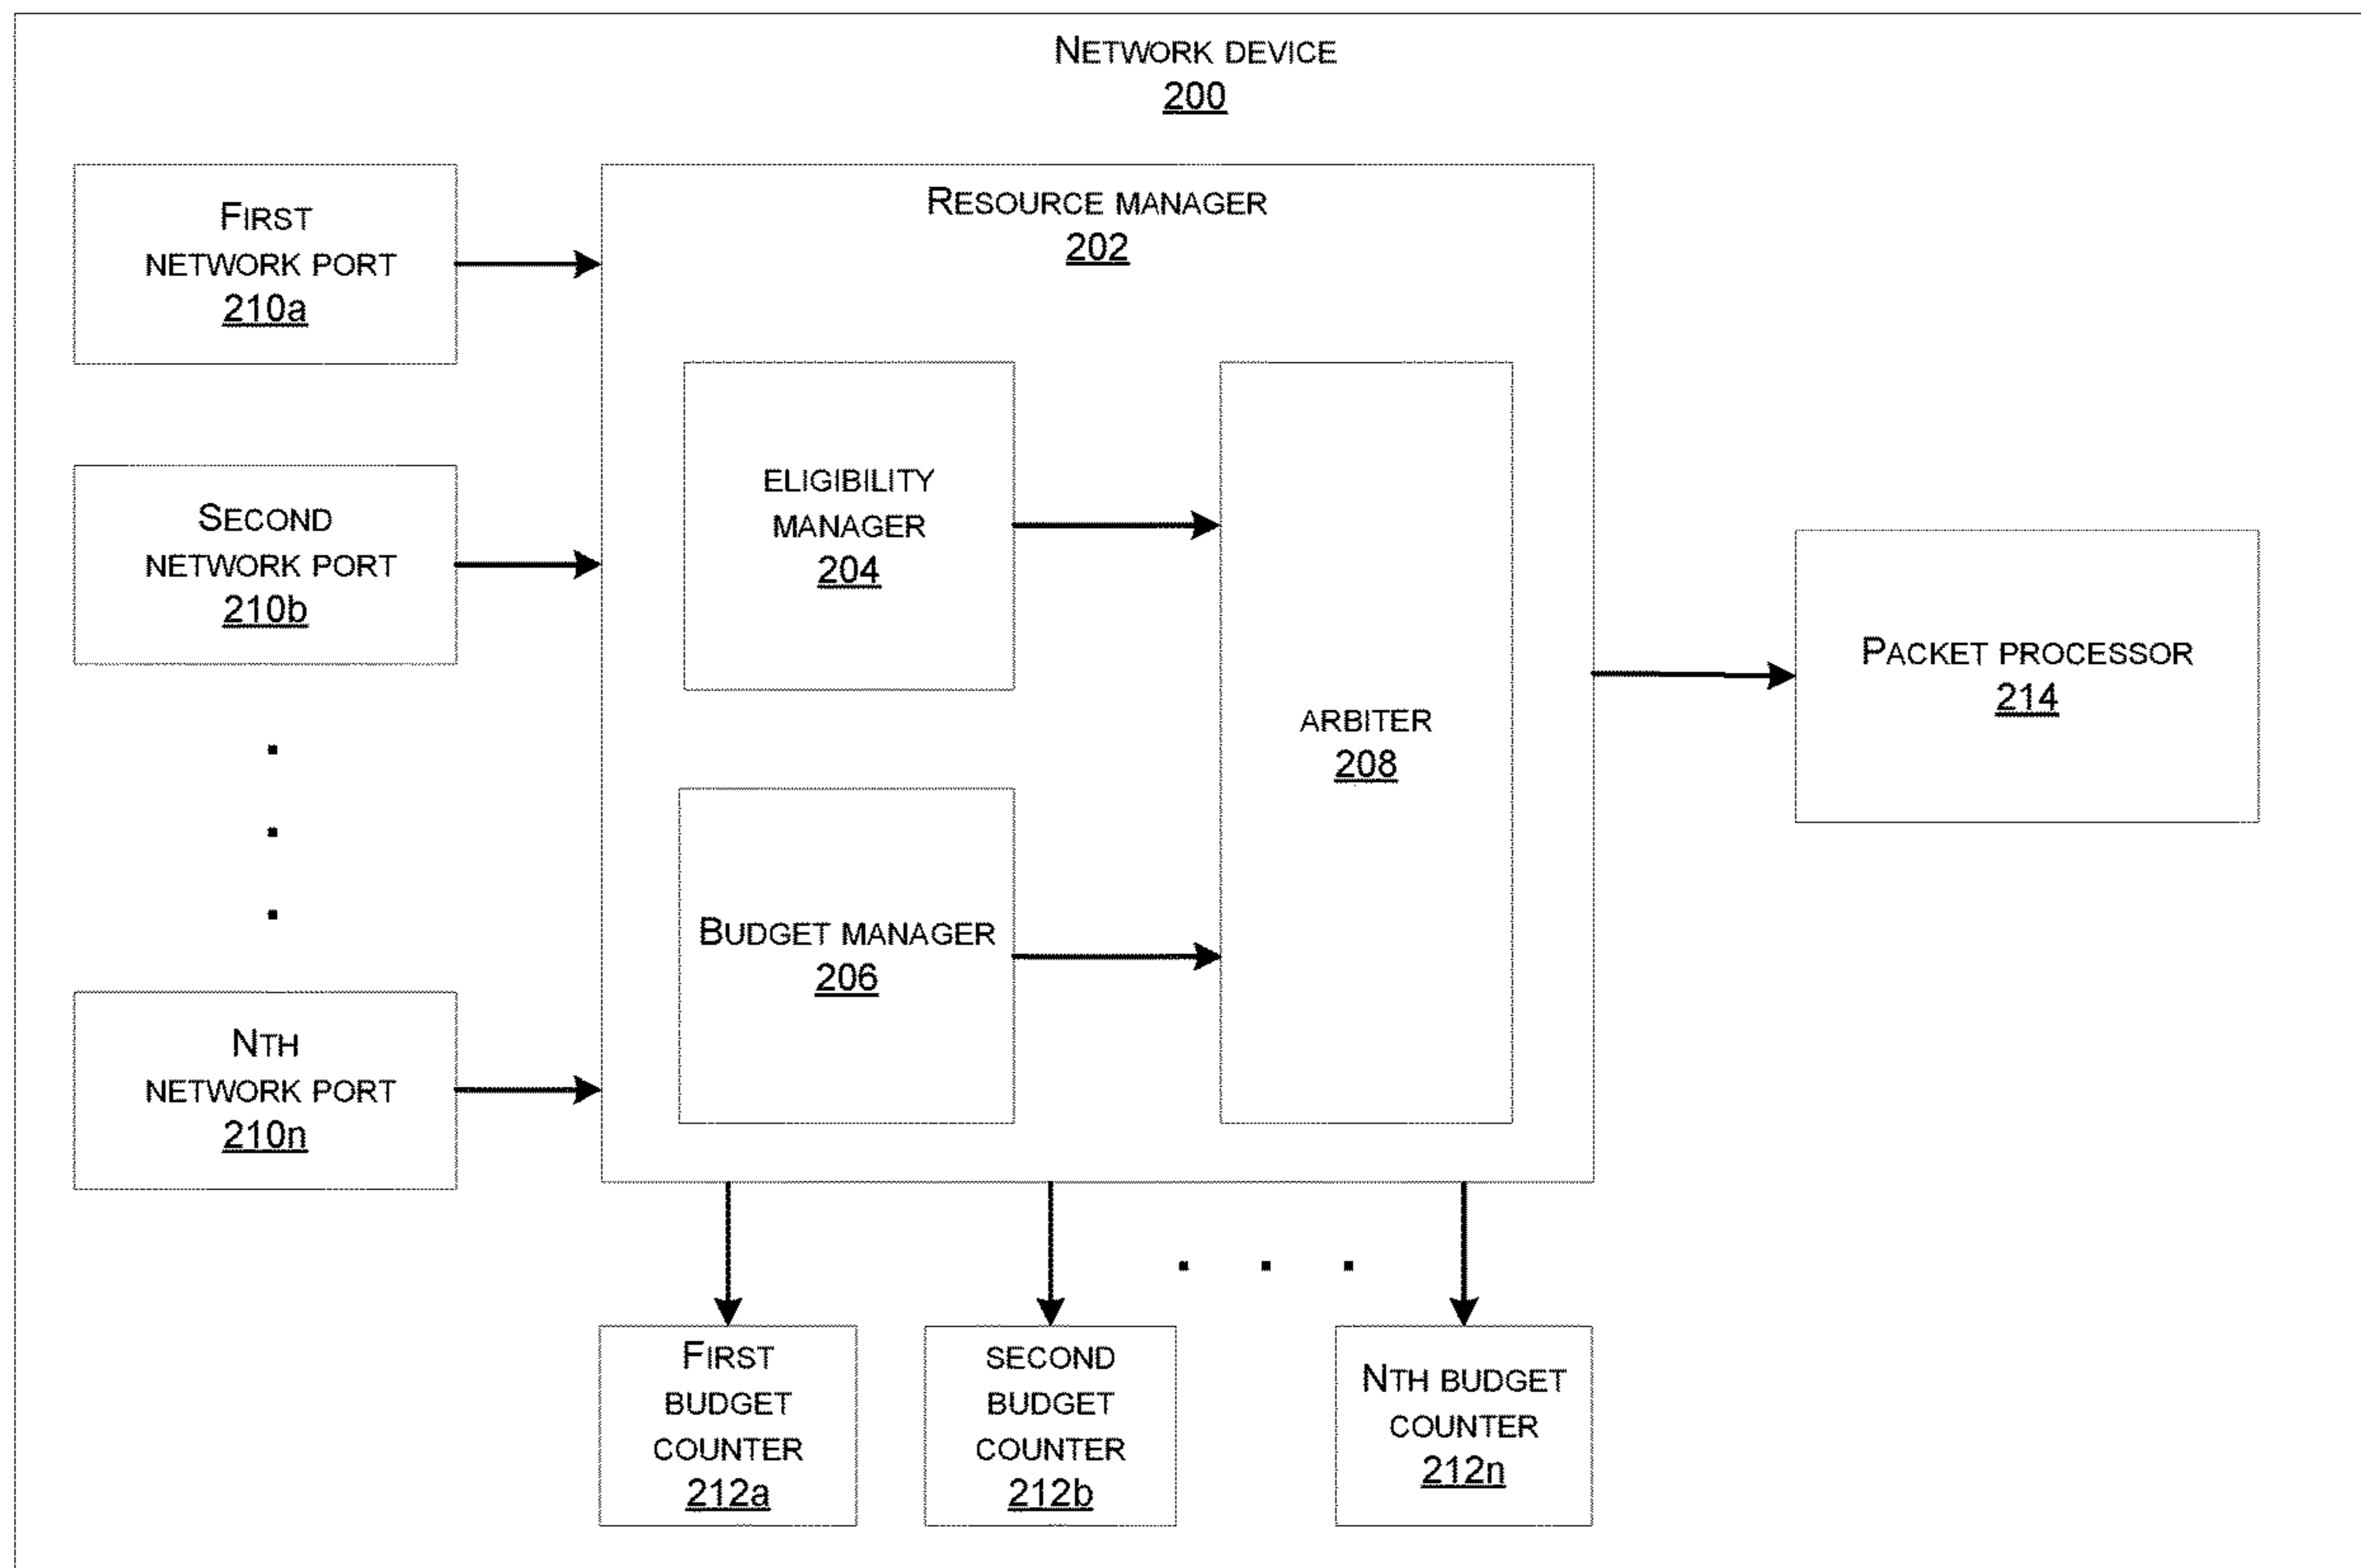 NETWORK DEVICE
200
FIRST
NETWORK PORT
210a
SECOND
NETWORK PORT
210b
NTH
NETWORK PORT
210n
RESOURCE MANAGER
202
ELIGIBILITY
MANAGER
204
BUDGET MANAGER
206
ARBITER
208
PACKET PROCESSOR
214
FIRST
BUDGET
COUNTER
212a
SECOND
BUDGET
COUNTER
212b
NTH BUDGET
COUNTER
212n